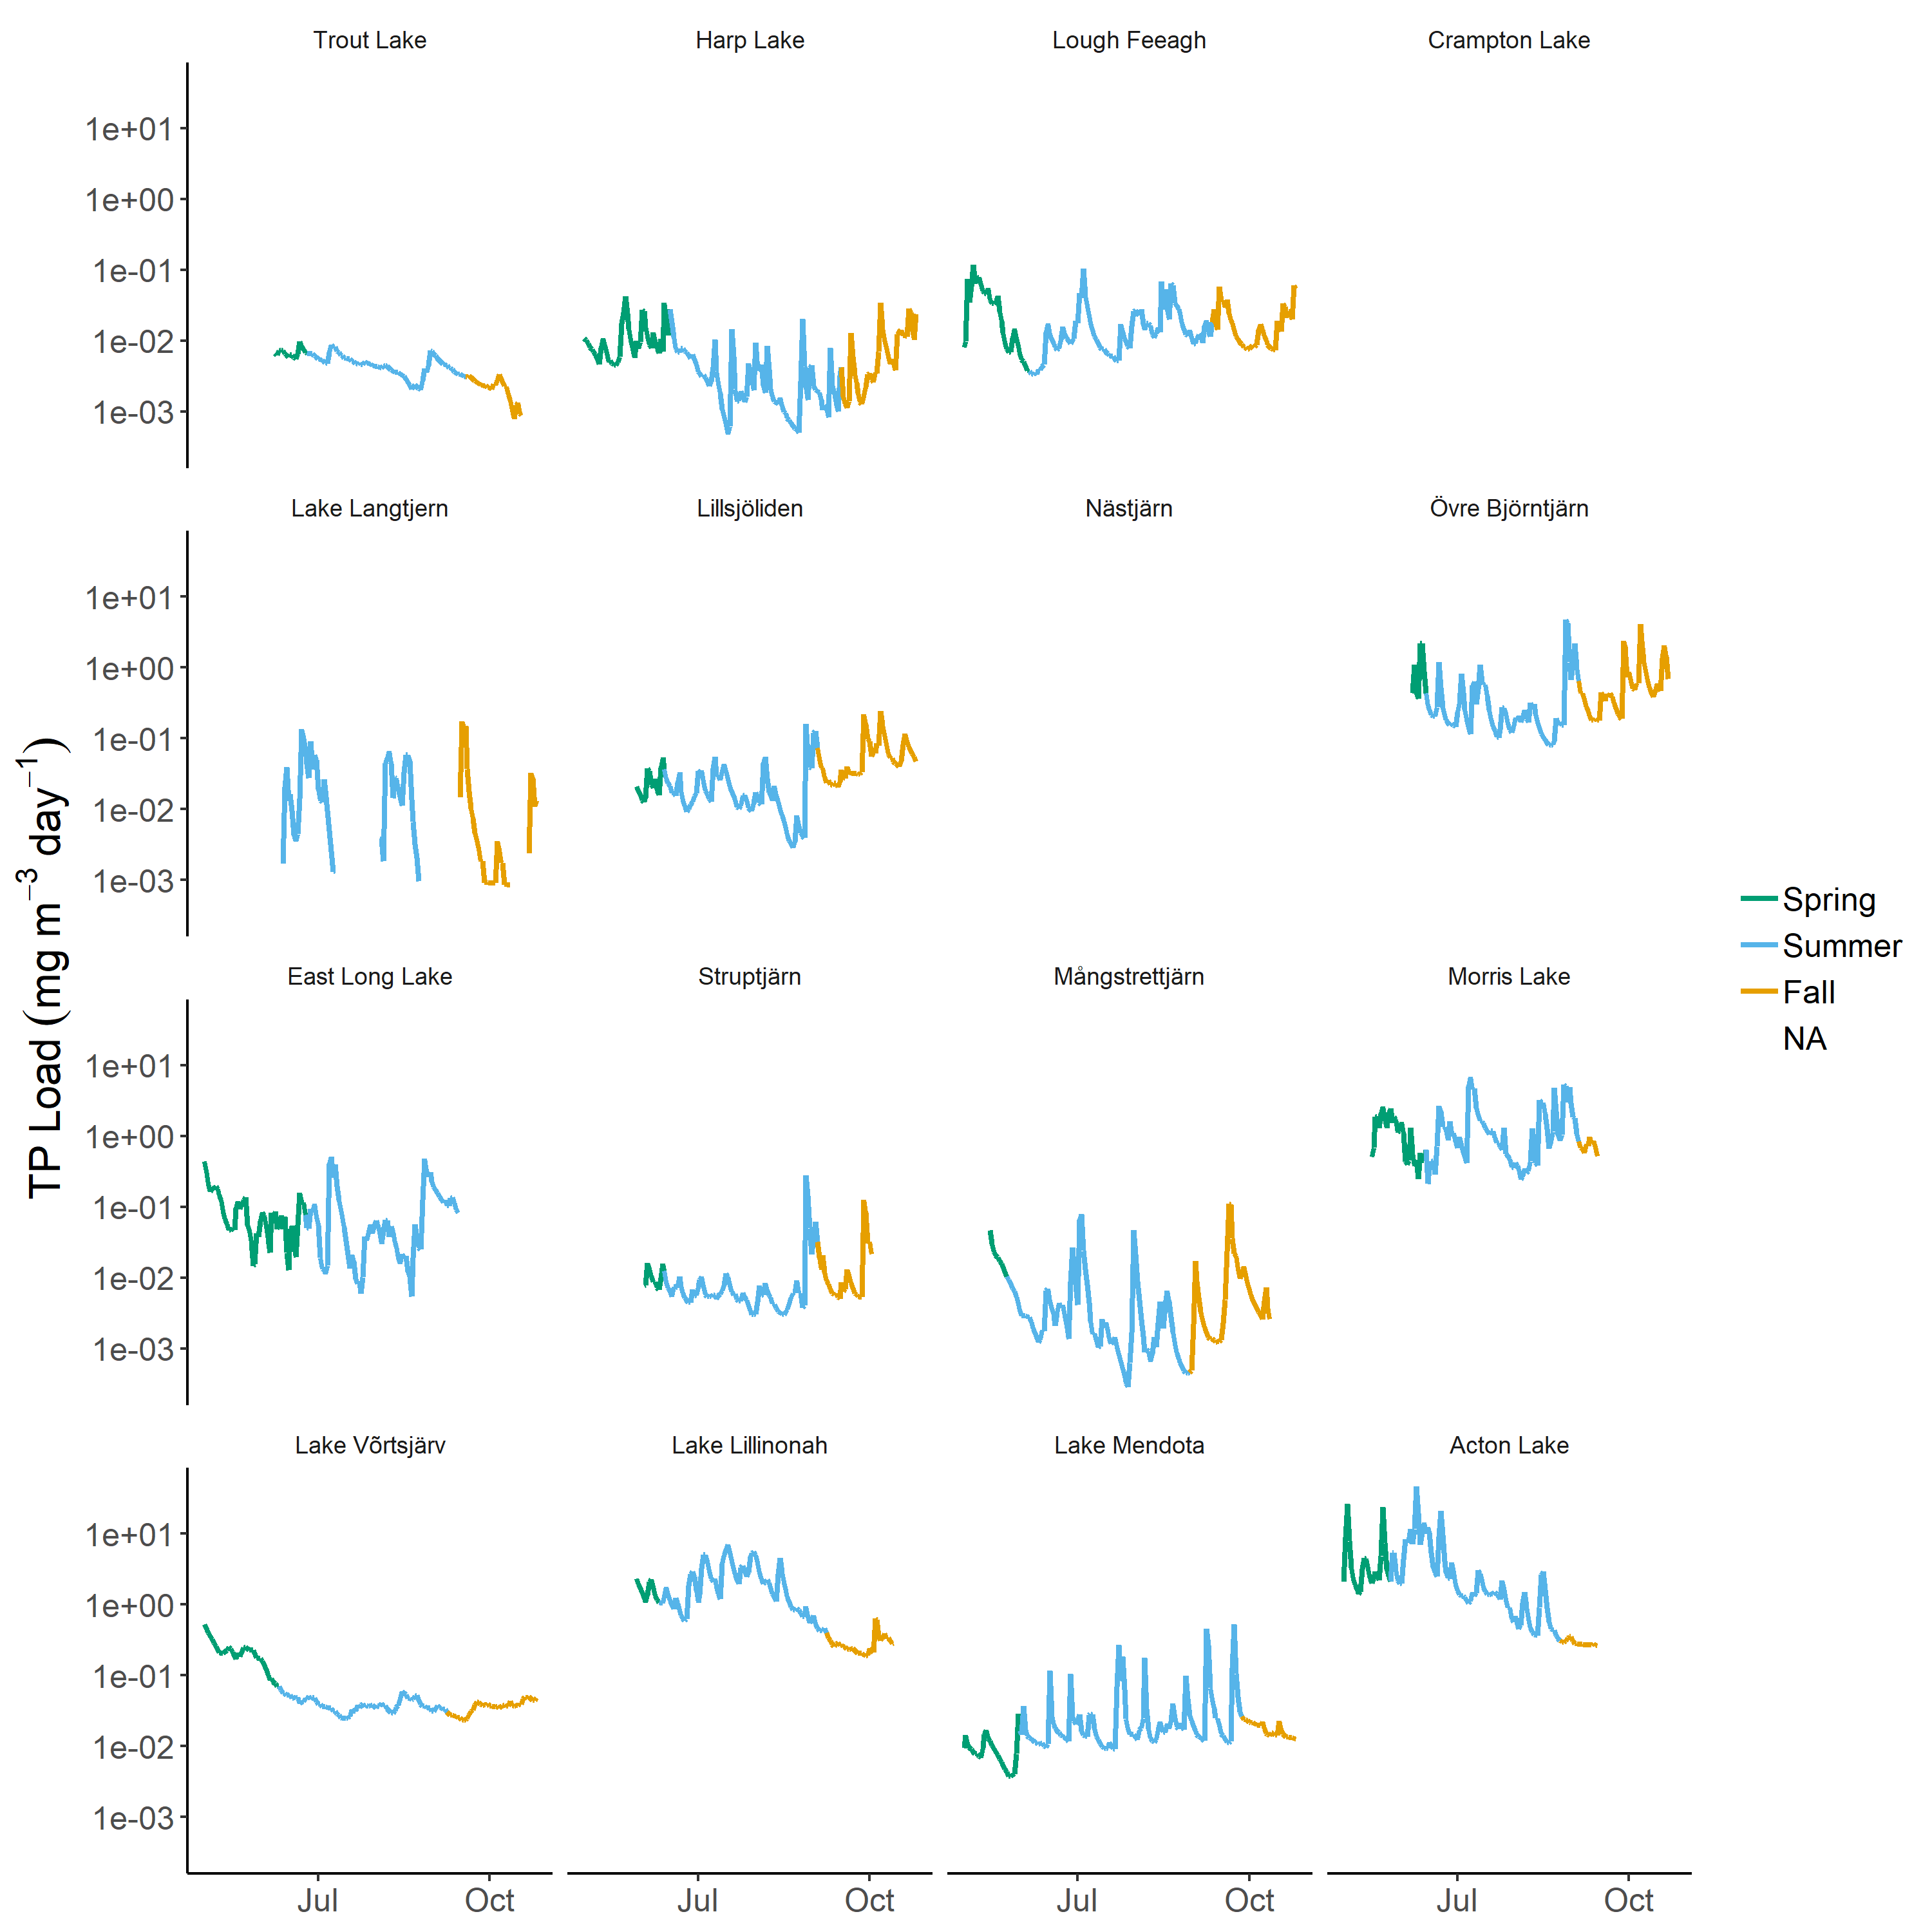 Trout Lake Harp Lake Lough Feeagh Crampton Lake
1e+01
1e+00
1e-01
1e-02
1e-03
Lake Langtjern Lillsjöliden Nästjärn Övre Björntjärn
1e+01
1e+00
1e-01
1e-02
1e-03
TP Load (mg m⁻³ day⁻¹)
Spring
Summer
Fall
NA
East Long Lake Struptjärn Mångstrettjärn Morris Lake
1e+01
1e+00
1e-01
1e-02
1e-03
Lake Võrtsjärv Lake Lillinonah Lake Mendota Acton Lake
1e+01
1e+00
1e-01
1e-02
1e-03
Jul Oct Jul Oct Jul Oct Jul Oct